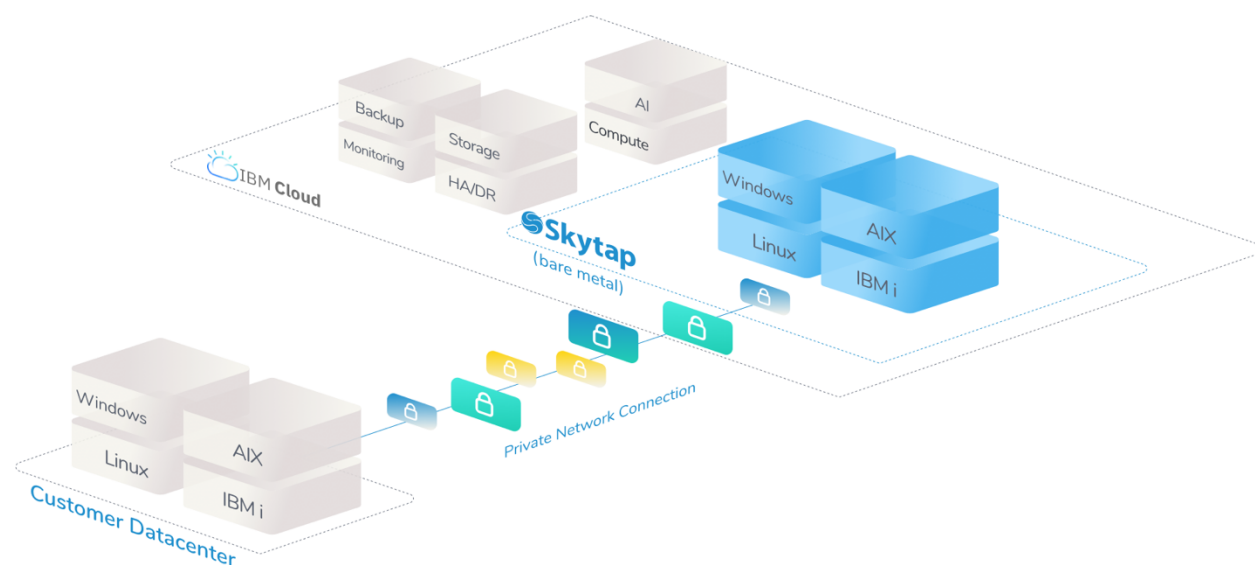 Backup
Monitoring
Storage
HA/DR
AI
Compute
IBM Cloud
Skytap
(bare metal)
Windows
Linux
AIX
IBM i
Private Network Connection
Windows
Linux
AIX
IBM i
Customer Datacenter